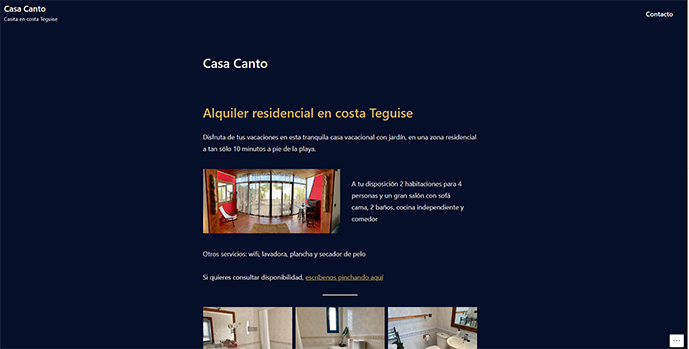 Casa Canto
Casita en costa Teguise
Contacto
Casa Canto
Alquiler residencial en costa Teguise
Disfruta de tus vacaciones en esta tranquila casa vacacional con jardín, en una zona residencial
a tan sólo 10 minutos a pie de la playa.
A tu disposición 2 habitaciones para 4
personas y un gran salón con sofá
cama, 2 baños, cocina independiente y
comedor
Otros servicios: wifi, lavadora, plancha y secador de pelo
Si quieres consultar disponibilidad, escríbenos pinchando aquí